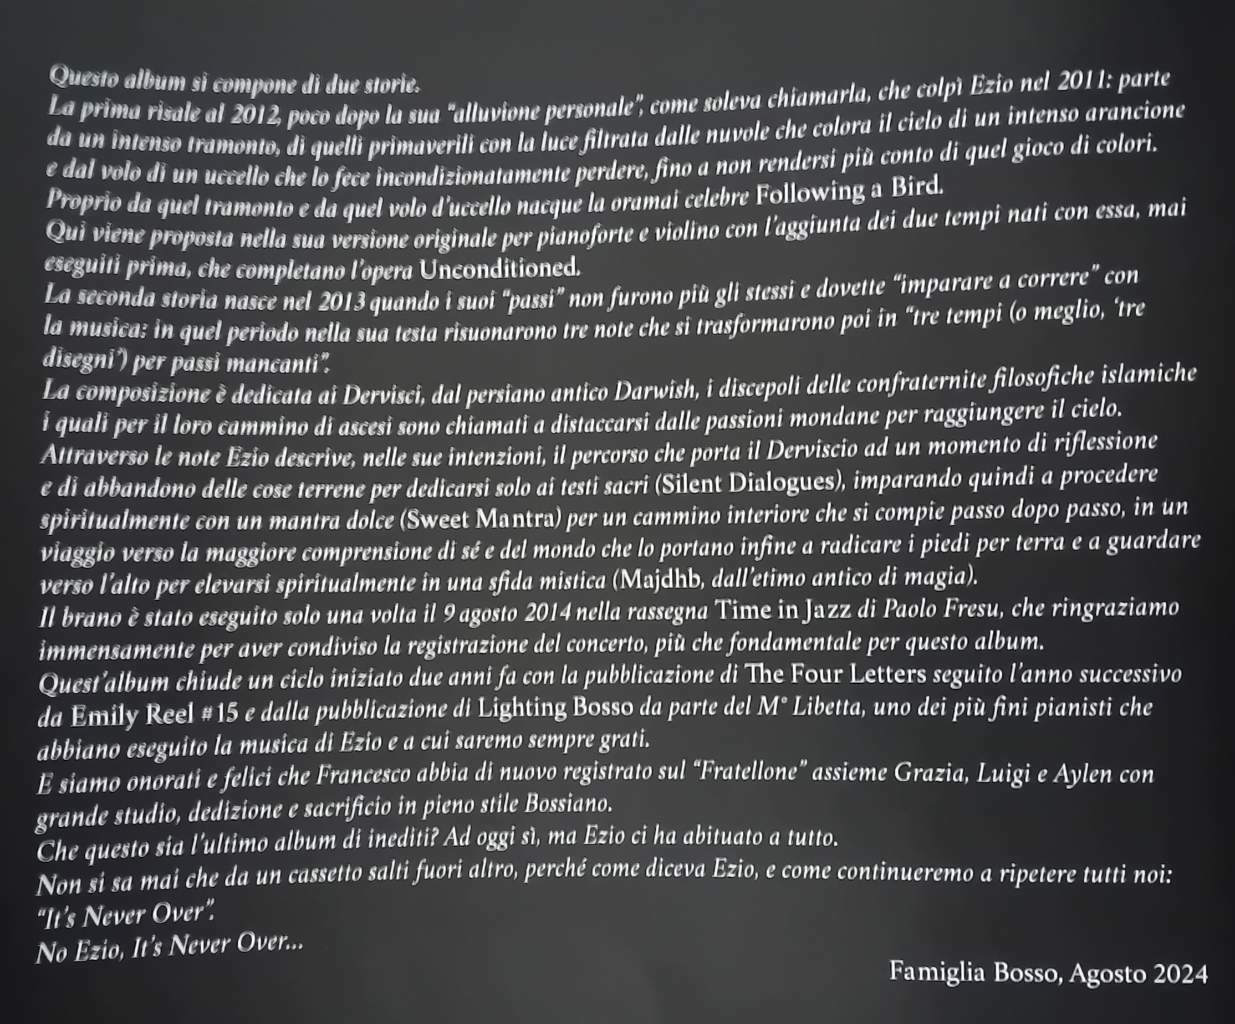 Questo album si compone di due storie.
La prima risale al 2012, poco dopo la sua "alluvione personale", come soleva chiamarla, che colpì Ezio nel 2011: parte
da un intenso tramonto, di quelli primaverili con la luce filtrata dalle nuvole che colora il cielo di un intenso arancione
e dal volo di un uccello che lo fece incondizionatamente perdere, fino a non rendersi più conto di quel gioco di colori.
Proprio da quel tramonto e da quel volo d'uccello nacque la oramai celebre Following a Bird.
Qui viene proposta nella sua versione originale per pianoforte e violino con l'aggiunta dei due tempi nati con essa, mai
eseguiti prima, che completano l'opera Unconditioned.
La seconda storia nasce nel 2013 quando i suoi "passi" non furono più gli stessi e dovette "imparare a correre" con
la musica: in quel periodo nella sua testa risuonarono tre note che si trasformarono poi in "tre tempi (o meglio, 'tre
disegni') per passi mancanti".
La composizione è dedicata ai Dervisci, dal persiano antico Darwish, i discepoli delle confraternite filosofiche islamiche
i quali per il loro cammino di ascesi sono chiamati a distaccarsi dalle passioni mondane per raggiungere il cielo.
Attraverso le note Ezio descrive, nelle sue intenzioni, il percorso che porta il Derviscio ad un momento di riflessione
e di abbandono delle cose terrene per dedicarsi solo ai testi sacri (Silent Dialogues), imparando quindi a procedere
spiritualmente con un mantra dolce (Sweet Mantra) per un cammino interiore che si compie passo dopo passo, in un
viaggio verso la maggiore comprensione di sé e del mondo che lo portano infine a radicare i piedi per terra e a guardare
verso l'alto per elevarsi spiritualmente in una sfida mistica (Majdhb, dall'etimo antico di magia).
Il brano è stato eseguito solo una volta il 9 agosto 2014 nella rassegna Time in Jazz di Paolo Fresu, che ringraziamo
immensamente per aver condiviso la registrazione del concerto, più che fondamentale per questo album.
Quest'album chiude un ciclo iniziato due anni fa con la pubblicazione di The Four Letters seguito l'anno successivo
da Emily Reel #15 e dalla pubblicazione di Lighting Bosso da parte del M° Libetta, uno dei più fini pianisti che
abbiano eseguito la musica di Ezio e a cui saremo sempre grati.
E siamo onorati e felici che Francesco abbia di nuovo registrato sul "Fratellone" assieme Grazia, Luigi e Aylen con
grande studio, dedizione e sacrificio in pieno stile Bossiano.
Che questo sia l'ultimo album di inediti? Ad oggi sì, ma Ezio ci ha abituato a tutto.
Non si sa mai che da un cassetto salti fuori altro, perché come diceva Ezio, e come continueremo a ripetere tutti noi:
"It's Never Over".
No Ezio, It's Never Over...
Famiglia Bosso, Agosto 2024